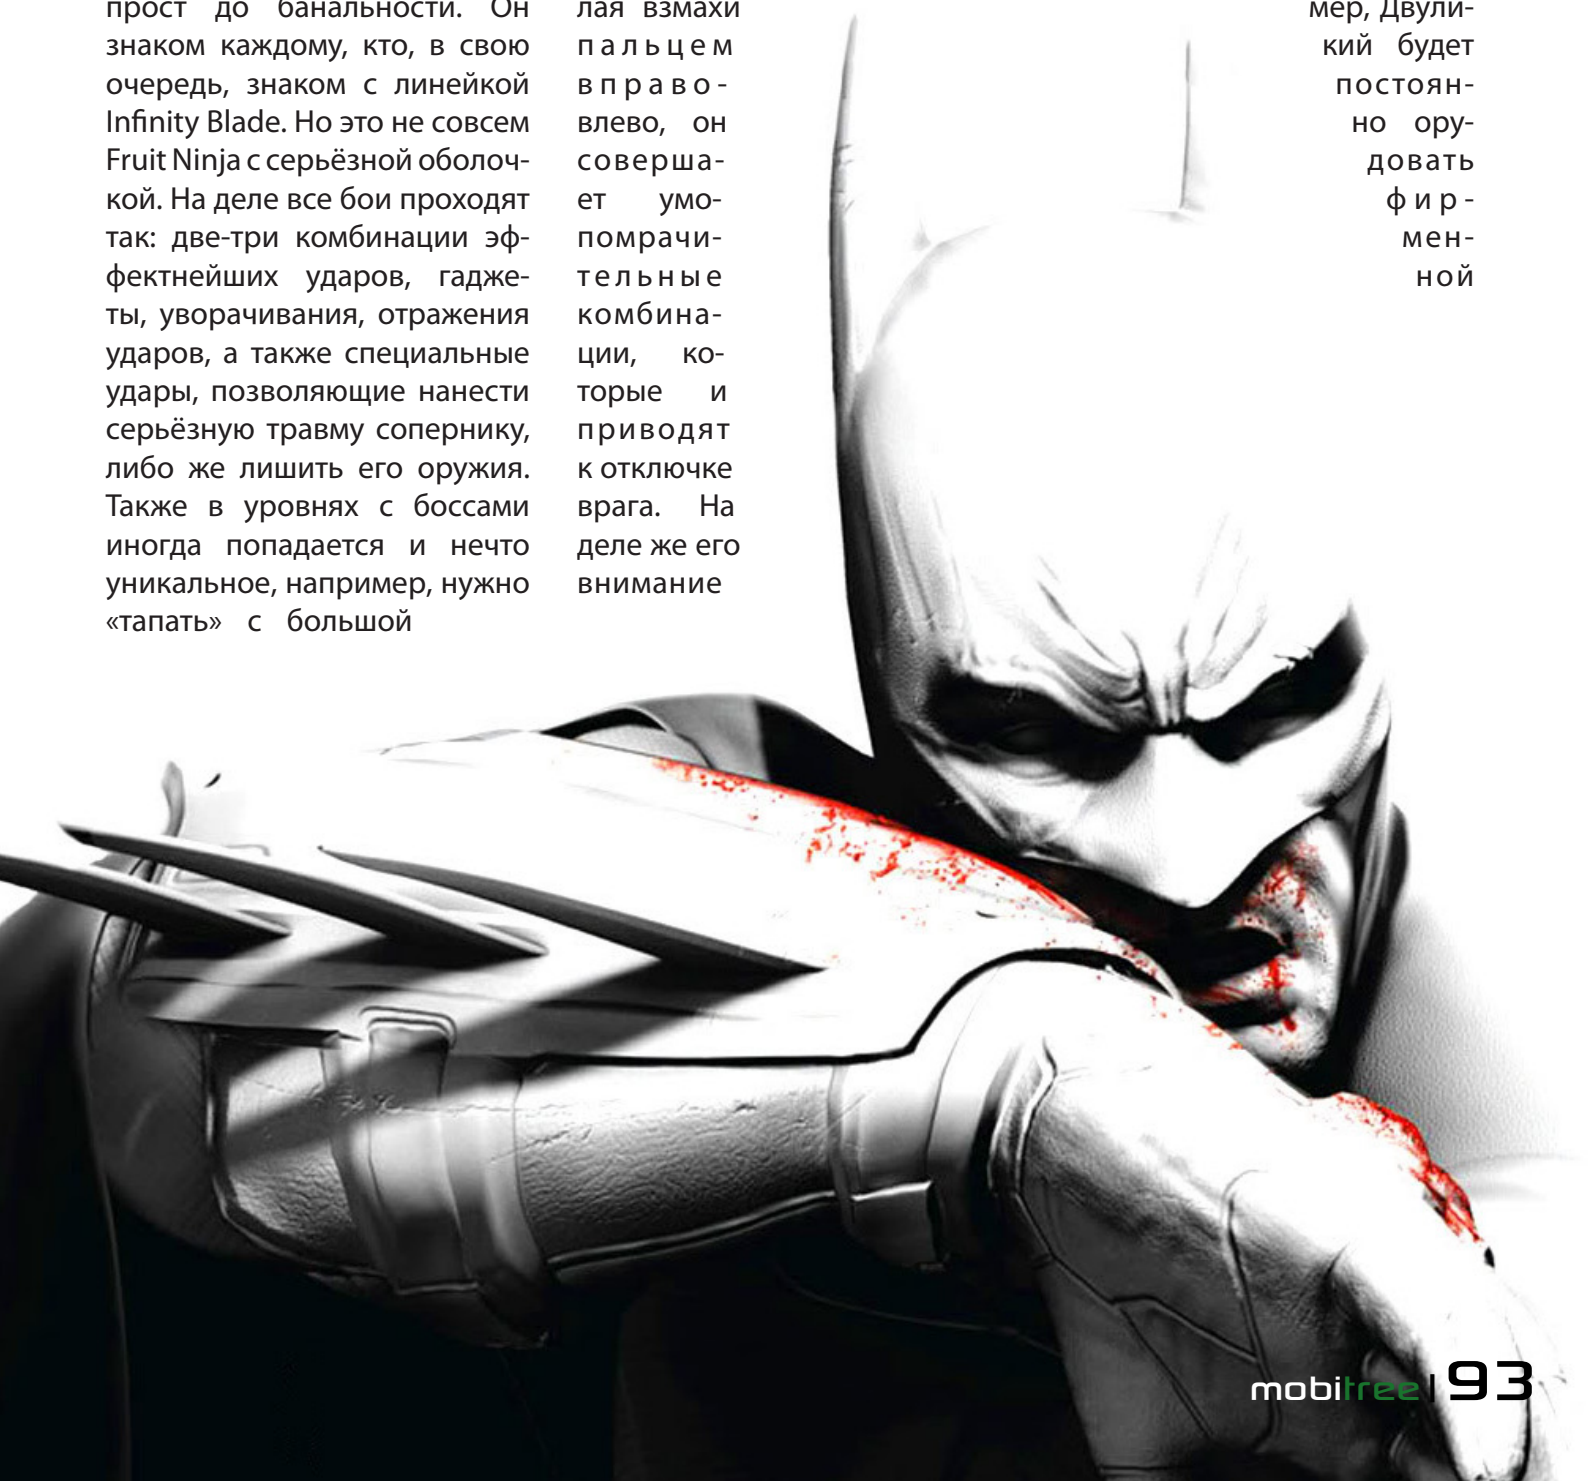 прост до банальности. Он
знаком каждому, кто, в свою
очередь, знаком с линейкой
Infinity Blade. Но это не совсем
Fruit Ninja с серьёзной оболоч-
кой. На деле все бои проходят
так: две-три комбинации эф-
фектнейших ударов, гадже-
ты, уворачивания, отражения
ударов, а также специальные
удары, позволяющие нанести
серьёзную травму сопернику,
либо же лишить его оружия.
Также в уровнях с боссами
иногда попадается и нечто
уникальное, например, нужно
«тапать» с большой
лая взмахи
пальцем
вправо-
влево, он
соверша-
ет умо-
помрачи-
тельные
комбина-
ции, ко-
торые и
приводят
к отключке
врага. На
деле же его
внимание
мер, Двули-
кий будет
постоян-
но ору-
довать
фир-
мен-
ной
mobitree | 93